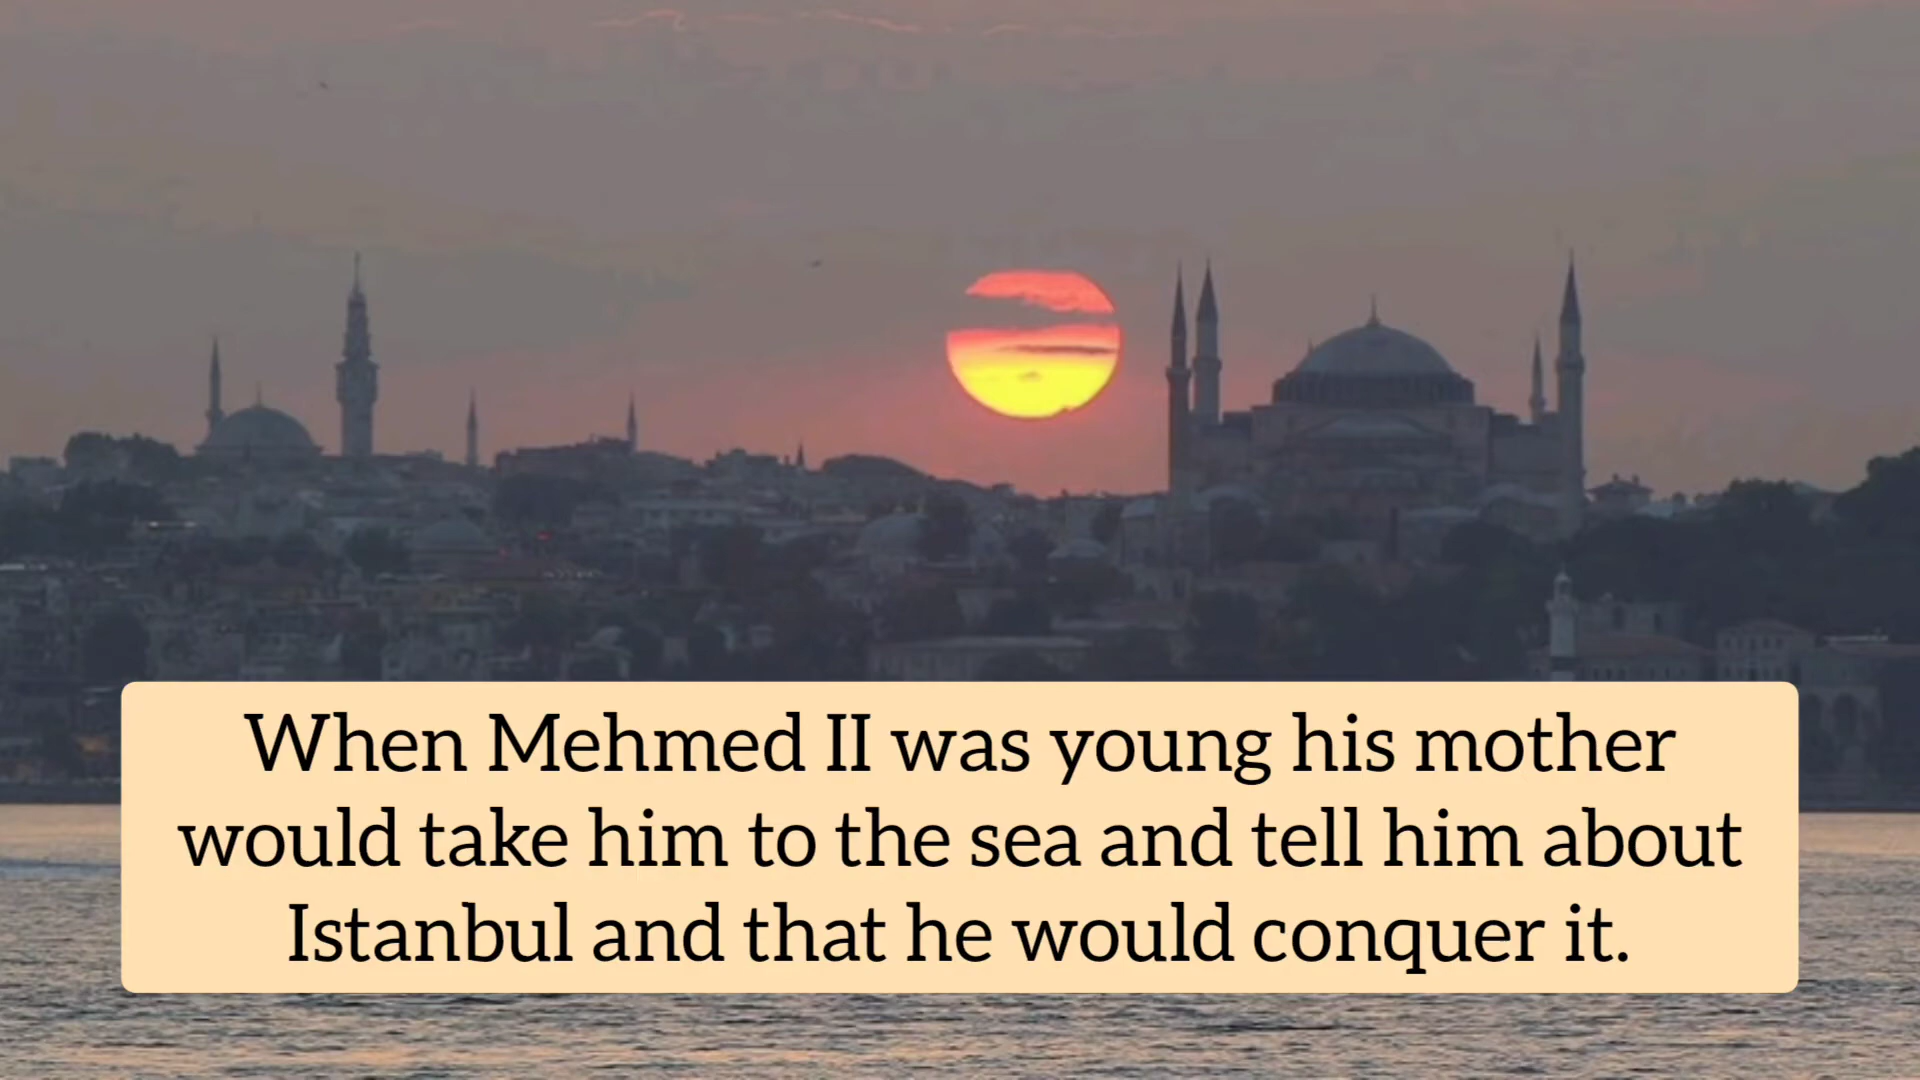 When Mehmed II was young his mother
would take him to the sea and tell him about
Istanbul and that he would conquer it.